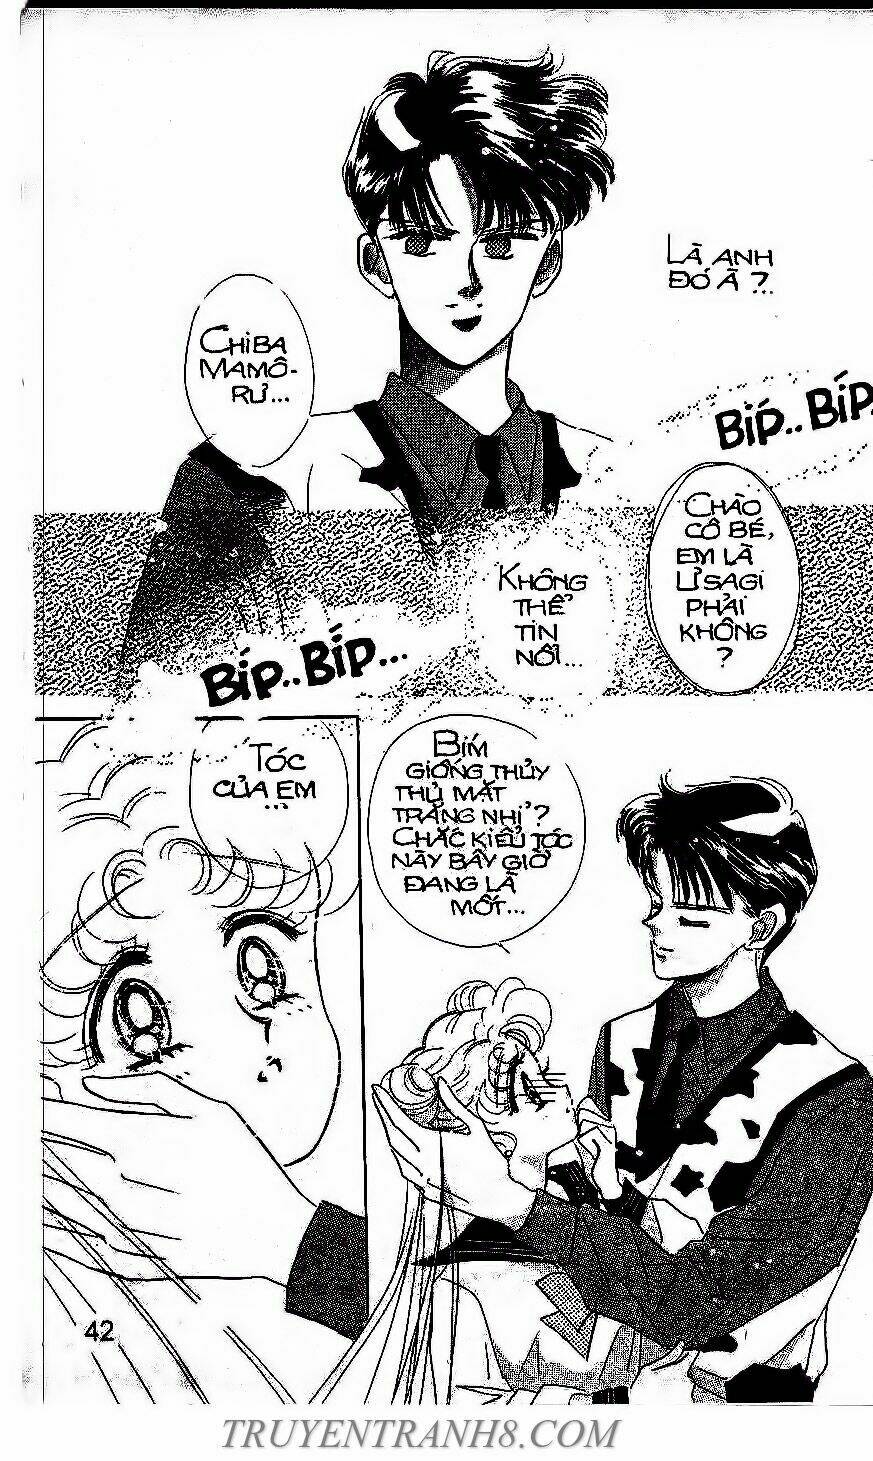 LÀ ANH
ĐÓ À?..
CHIBA
MAMÔ-
RƯ...
BÍP..BÍP.
CHÀO
CÔ BÉ,
EM LÀ
ƯSAGI
PHẢI
KHÔNG
?
KHÔNG
THỂ
TIN
NỔI...
BÍP..BÍP...
TÓC
CỦA EM
...
BÍM
GIỐNG THỦY
THỦ MẶT
TRĂNG NHỈ?
CHẮC KIỂU TÓC
NÀY BÂY GIỜ
ĐANG LÀ
MỐT...
42
TRUYENTRANH8.COM